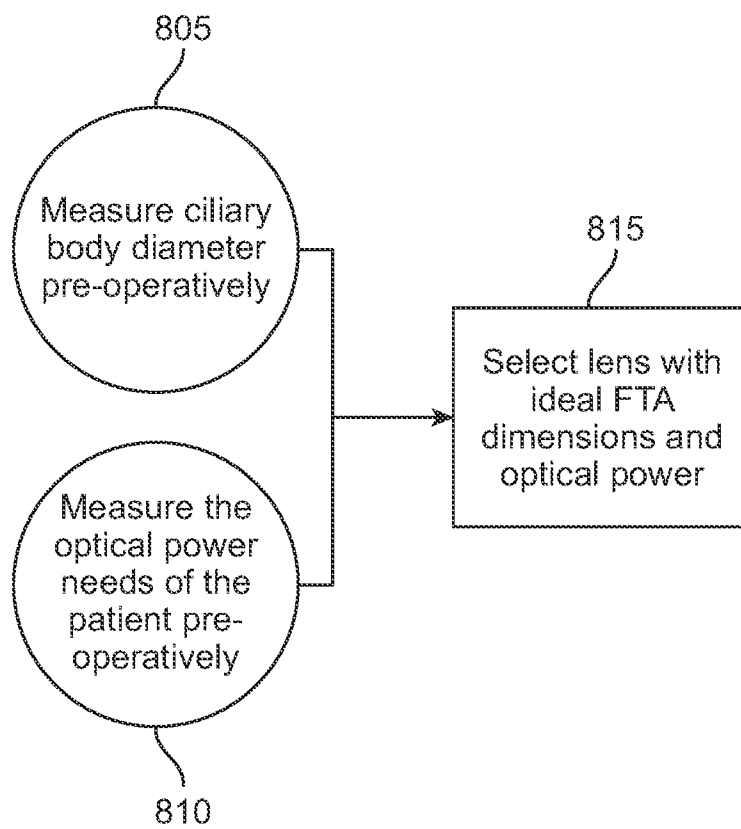 805
Measure ciliary
body diameter
pre-operatively
815
Select lens with
ideal FTA
dimensions and
optical power
Measure the
optical power
needs of the
patient pre-
operatively
810